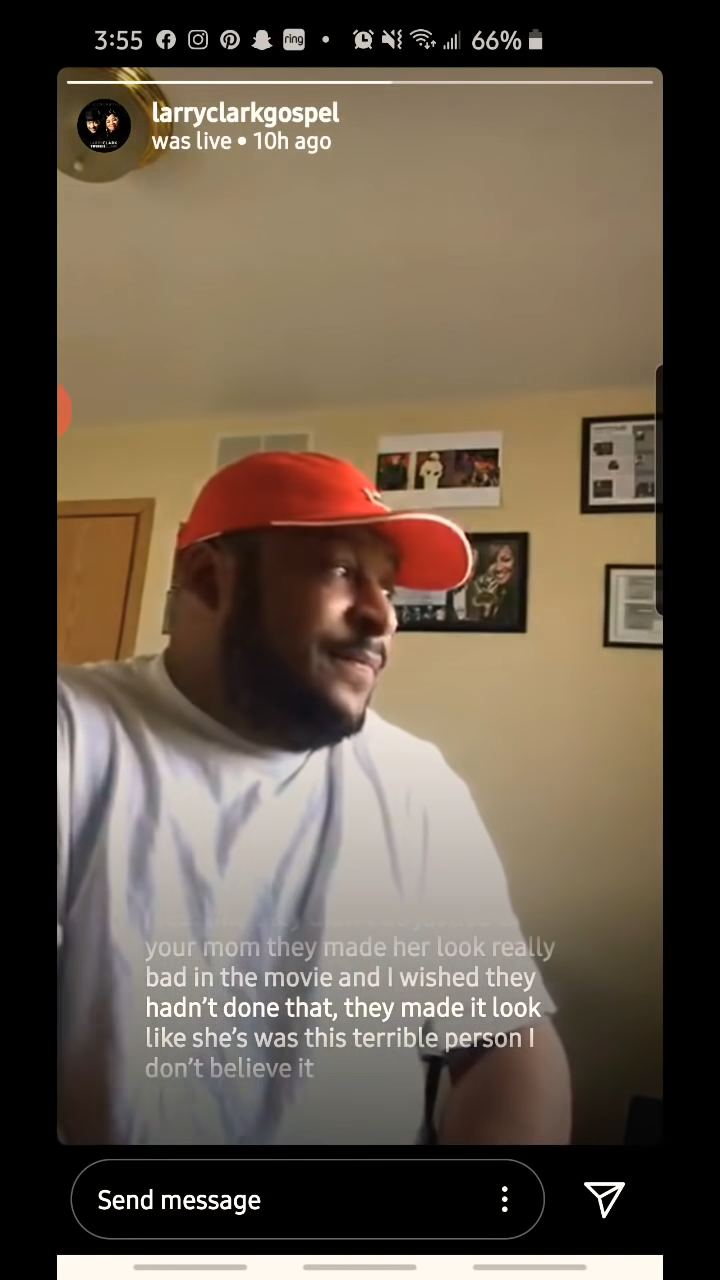 3:55 ring • 66%
larryclarkgospel
was live • 10h ago
your mom they made her look really
bad in the movie and I wished they
hadn't done that, they made it look
like she's was this terrible person I
don't believe it
Send message